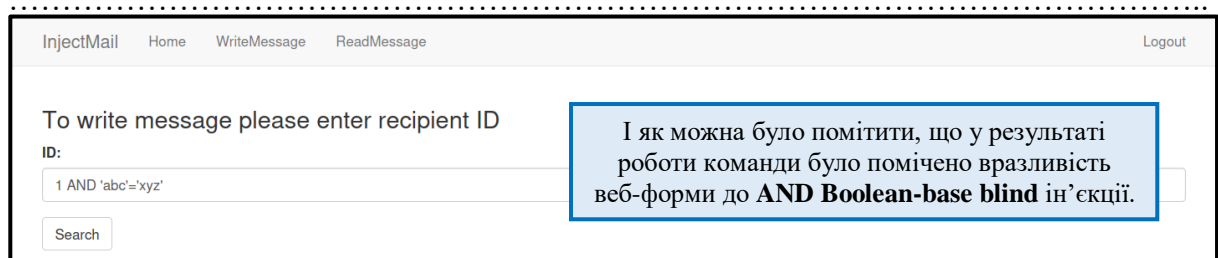 InjectMail Home WriteMessage ReadMessage Logout
To write message please enter recipient ID
ID:
1 AND 'abc'='xyz'
Search
І як можна було помітити, що у результаті
роботи команди було помічено вразливість
веб-форми до AND Boolean-base blind ін’єкції.